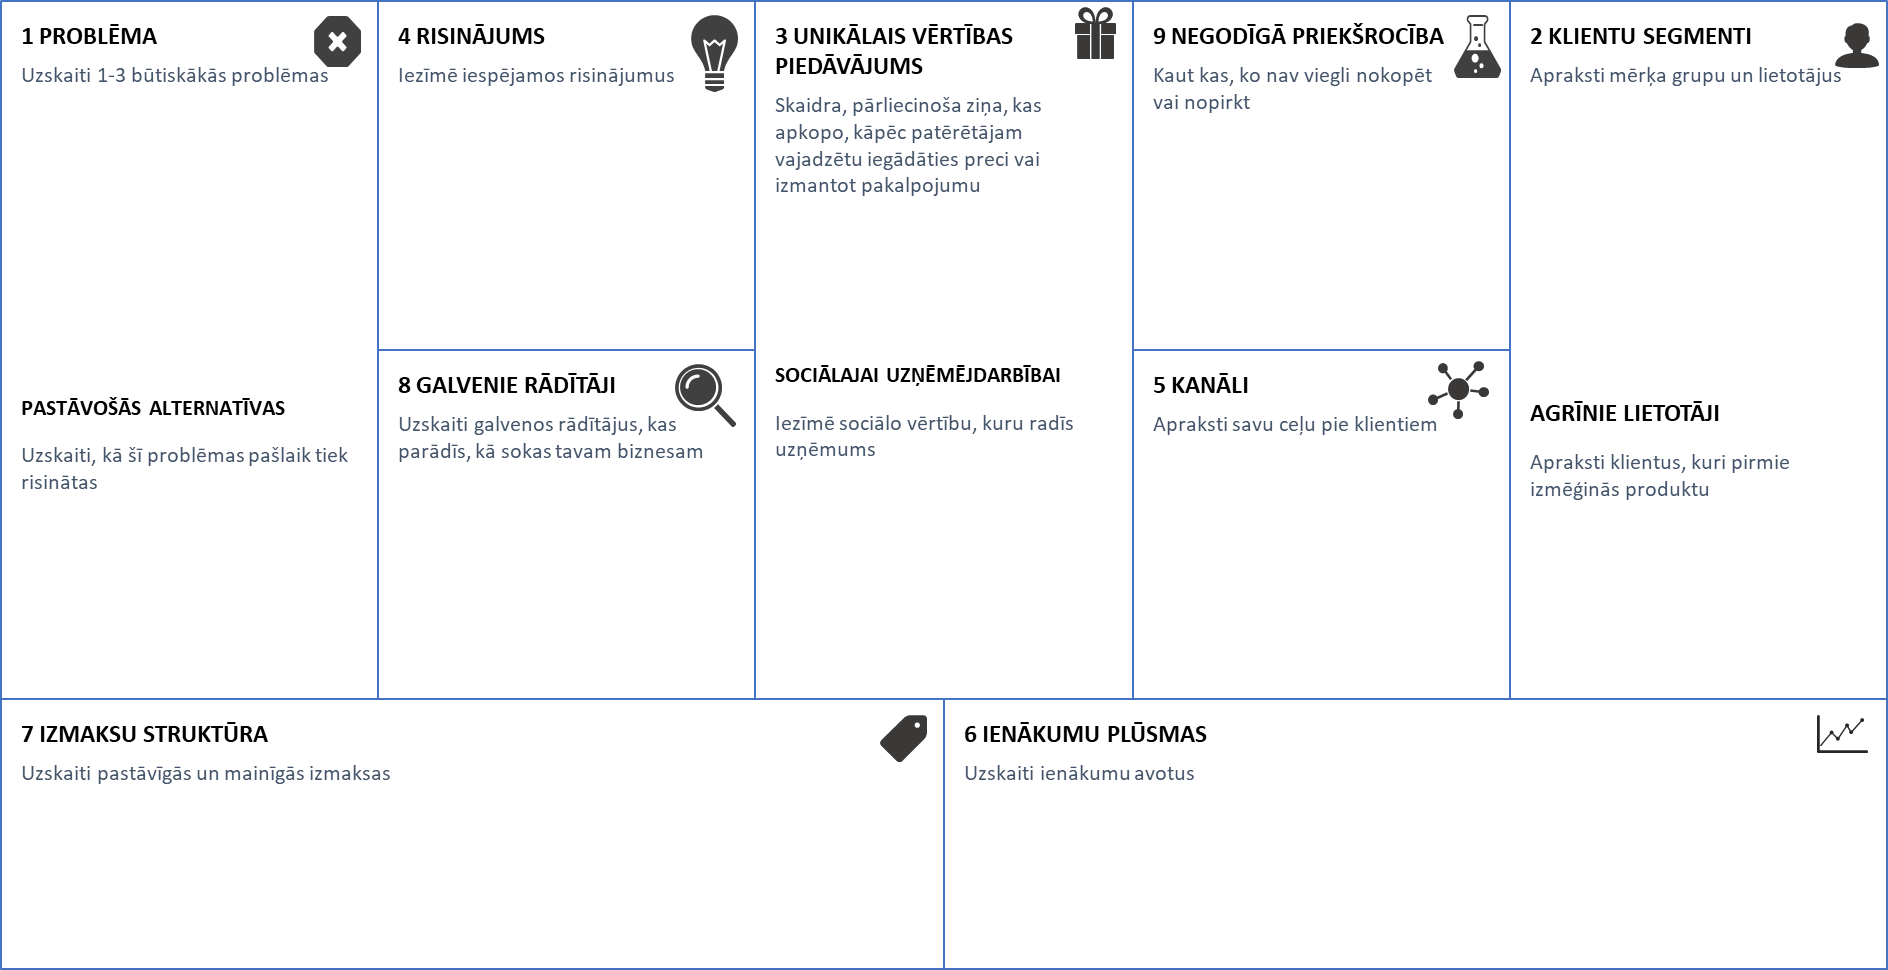 1 PROBLĒMA
Uzskaiti 1-3 būtiskākās problēmas
PASTĀVOŠĀS ALTERNATĪVAS
Uzskaiti, kā šī problēmas pašlaik tiek
risinātas
4 RISINĀJUMS
Iezīmē iespējamos risinājumus
8 GALVENIE RĀDĪTĀJI
Uzskaiti galvenos rādītājus, kas
parādīs, kā sokas tavam biznesam
3 UNIKĀLAIS VĒRTĪBAS
PIEDĀVĀJUMS
Skaidra, pārliecinoša ziņa, kas
apkopo, kāpēc patērētājam
vajadzētu iegādāties preci vai
izmantot pakalpojumu
SOCIĀLAJAI UZŅĒMĒJDARBĪBAI
Iezīmē sociālo vērtību, kuru radīs
uzņēmums
9 NEGODĪGĀ PRIEKŠROCĪBA
Kaut kas, ko nav viegli nokopēt
vai nopirkt
5 KANĀLI
Apraksti savu ceļu pie klientiem
2 KLIENTU SEGMENTI
Apraksti mērķa grupu un lietotājus
AGRĪNIE LIETOTĀJI
Apraksti klientus, kuri pirmie
izmēģinās produktu
7 IZMAKSU STRUKTŪRA
Uzskaiti pastāvīgās un mainīgās izmaksas
6 IENĀKUMU PLŪSMAS
Uzskaiti ienākumu avotus